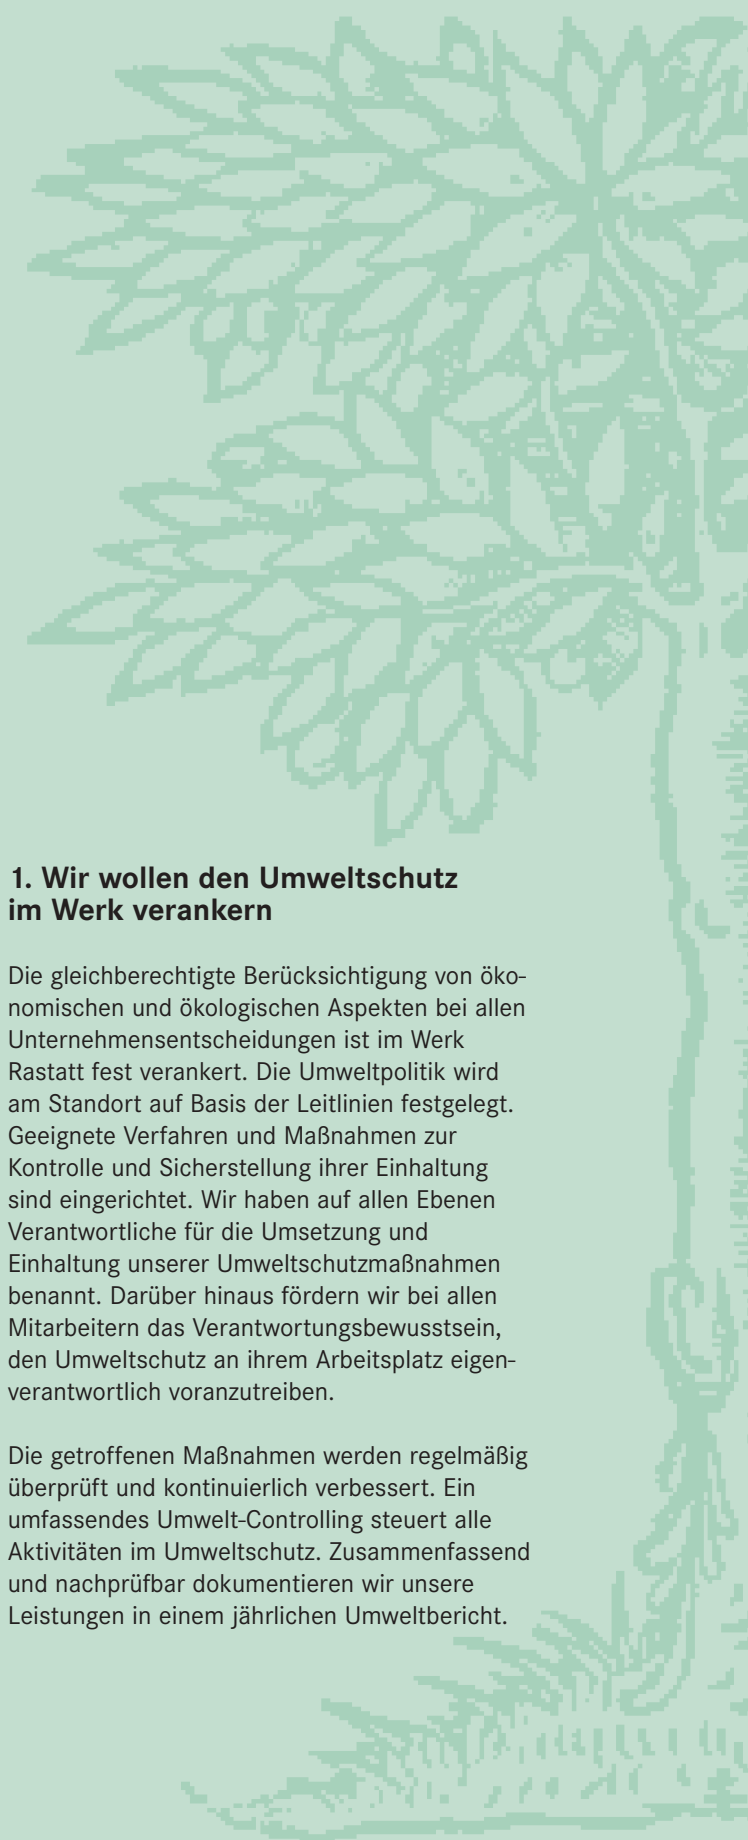 1. Wir wollen den Umweltschutz
im Werk verankern
Die gleichberechtigte Berücksichtigung von öko-
nomischen und ökologischen Aspekten bei allen
Unternehmensentscheidungen ist im Werk
Rastatt fest verankert. Die Umweltpolitik wird
am Standort auf Basis der Leitlinien festgelegt.
Geeignete Verfahren und Maßnahmen zur
Kontrolle und Sicherstellung ihrer Einhaltung
sind eingerichtet. Wir haben auf allen Ebenen
Verantwortliche für die Umsetzung und
Einhaltung unserer Umweltschutzmaßnahmen
benannt. Darüber hinaus fördern wir bei allen
Mitarbeitern das Verantwortungsbewusstsein,
den Umweltschutz an ihrem Arbeitsplatz eigen-
verantwortlich voranzutreiben.
Die getroffenen Maßnahmen werden regelmäßig
überprüft und kontinuierlich verbessert. Ein
umfassendes Umwelt-Controlling steuert alle
Aktivitäten im Umweltschutz. Zusammenfassend
und nachprüfbar dokumentieren wir unsere
Leistungen in einem jährlichen Umweltbericht.